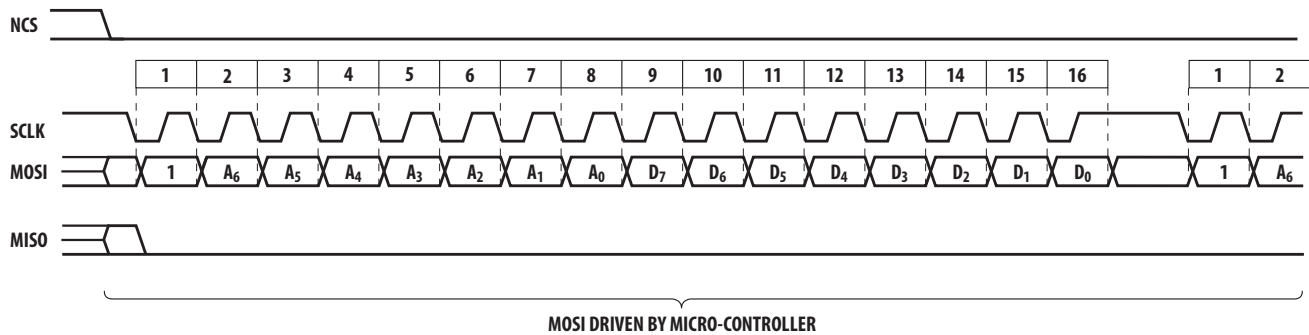 NCS
1 2 3 4 5 6 7 8 9 10 11 12 13 14 15 16 1 2
SCLK
MOSI 1 A6 A5 A4 A3 A2 A1 A0 D7 D6 D5 D4 D3 D2 D1 D0 1 A6
MISO
MOSI DRIVEN BY MICRO-CONTROLLER